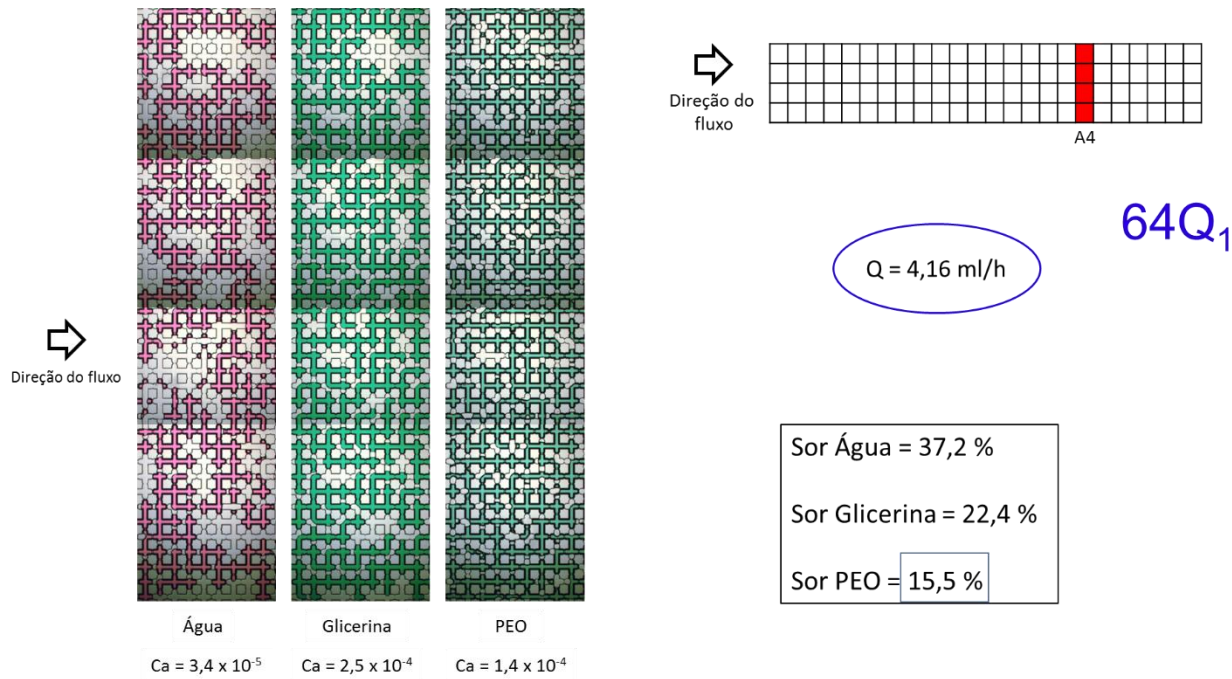 Direção do fluxo
Água
Ca = 3,4 x 10⁻⁵
Glicerina
Ca = 2,5 x 10⁻⁴
PEO
Ca = 1,4 x 10⁻⁴
Direção do
fluxo
A4
64Q₁
Q = 4,16 ml/h
Sor Água = 37,2 %
Sor Glicerina = 22,4 %
Sor PEO = 15,5 %